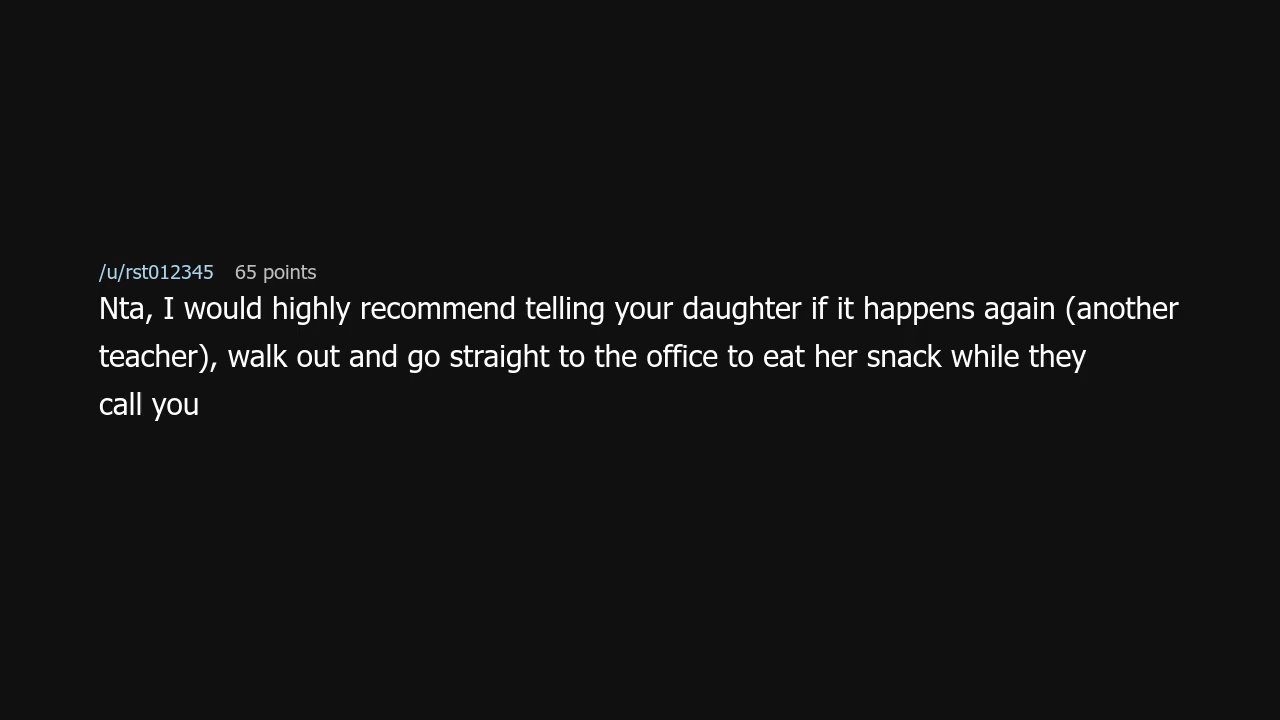 /u/rst012345 65 points
Nta, I would highly recommend telling your daughter if it happens again (another
teacher), walk out and go straight to the office to eat her snack while they
call you